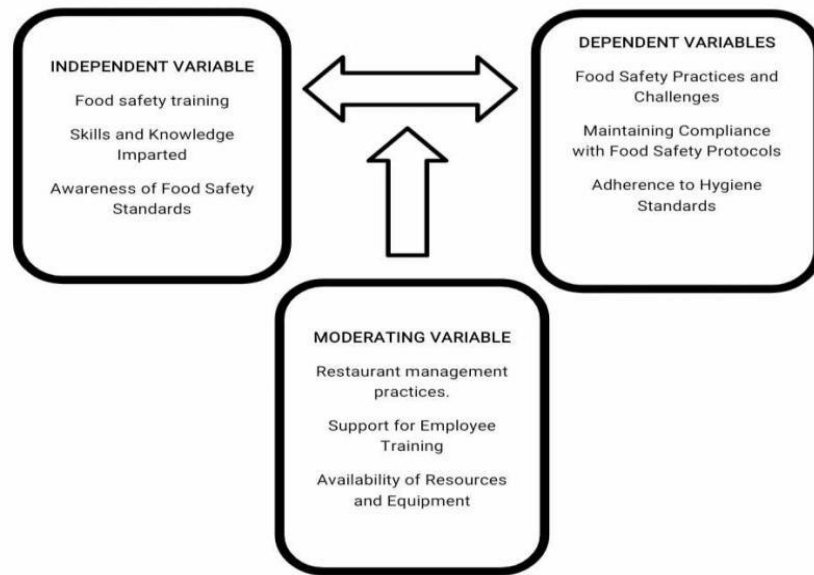 INDEPENDENT VARIABLE
Food safety training
Skills and Knowledge
Imparted
Awareness of Food Safety
Standards
DEPENDENT VARIABLES
Food Safety Practices and
Challenges
Maintaining Compliance
with Food Safety Protocols
Adherence to Hygiene
Standards
MODERATING VARIABLE
Restaurant management
practices.
Support for Employee
Training
Availability of Resources
and Equipment